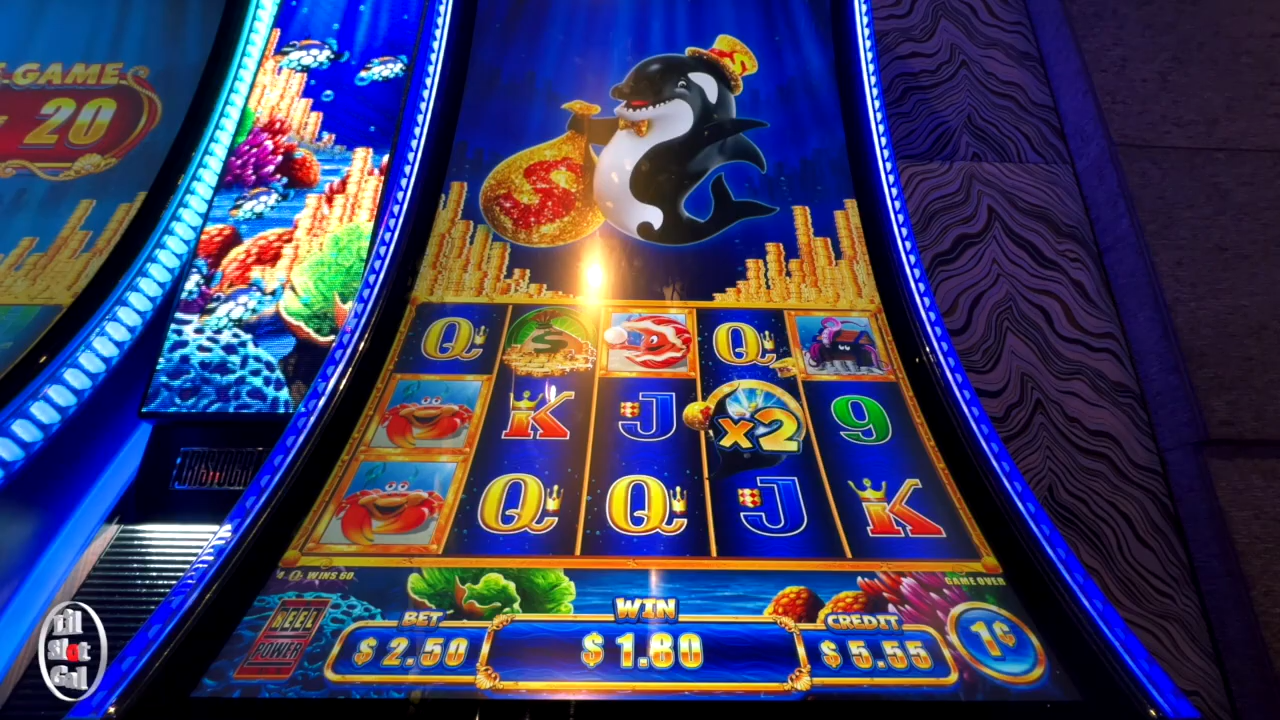 GAME
20
S
Q
S
Q
K
J
x2
9
Q
Q
J
K
4 Q WINS 60
GAME OVER
REEL
POWER
BET
WIN
CREDIT
$ 2.50
$ 1.80
$ 5.55
1¢
Lil
Slot
Gal